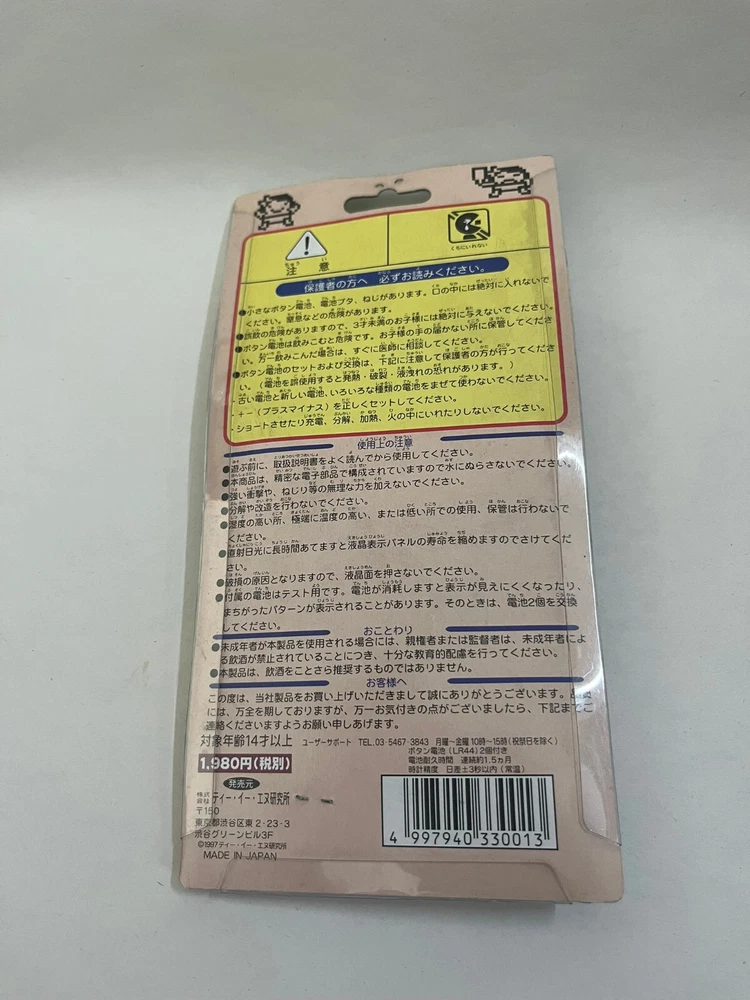 注意
くちにいれない
保護者の方へ 必ずお読みください。
●小さなボタン電池、電池ブタ、ねじがあります。口の中には絶対に入れないで
ください。窒息などの危険があります。
●誤飲の危険がありますので、3才未満のお子様には絶対に与えないでください。
●ボタン電池は飲みこむと危険です。お子様の手の届かない所に保管してくださ
い。万一飲みこんだ場合は、すぐに医師に相談してください。
●ボタン電池のセットおよび交換は、下記に注意して保護者の方が行ってくださ
い。(電池を誤使用すると発熱・破裂・液洩れの恐れがあります。)
・古い電池と新しい電池、いろいろな種類の電池をまぜて使わないでください。
・+−(プラスマイナス)を正しくセットしてください。
・ショートさせたり充電、分解、加熱、火の中にいれたりしないでください。
使用上の注意
●遊ぶ前に、取扱説明書をよく読んでから使用してください。
●本商品は、精密な電子部品で構成されていますので水にぬらさないでください。
●強い衝撃や、ねじり等の無理な力を加えないでください。
●分解や改造を行わないでください。
●湿度の高い所、極端に温度の高い、または低い所での使用、保管は行わないで
ください。
●直射日光に長時間あてますと液晶表示パネルの寿命を縮めますのでさけてくだ
さい。
●破損の原因となりますので、液晶面を押さないでください。
●付属の電池はテスト用です。電池が消耗しますと表示が見えにくくなったり、
まちがったパターンが表示されることがあります。そのときは、電池2個を交換
してください。
おことわり
●未成年者が本製品を使用される場合には、親権者または監督者は、未成年者によ
る飲酒が禁止されていることにつき、十分な教育的配慮を行ってください。
●本製品は、飲酒をことさら推奨するものではありません。
お客様へ
この度は、当社製品をお買い上げいただきまして誠にありがとうございます。品質
には、万全を期しておりますが、万一お気付きの点がございましたら、下記までご
連絡くださいますようお願い申しあげます。
対象年齢14才以上 ユーザーサポート TEL.03-5467-3843 月曜〜金曜 10時〜15時(祝祭日を除く)
ボタン電池(LR44)2個付き
電池耐久時間 連続約1.5ヵ月
時計精度 日差±3秒以内(常温)
1,980円(税別)
発売元
株式会社ティー・イー・エヌ研究所
〒150
東京都渋谷区東2-23-3
渋谷グリーンビル3F
©1997ティー・イー・エヌ研究所
MADE IN JAPAN
4 997940 330013